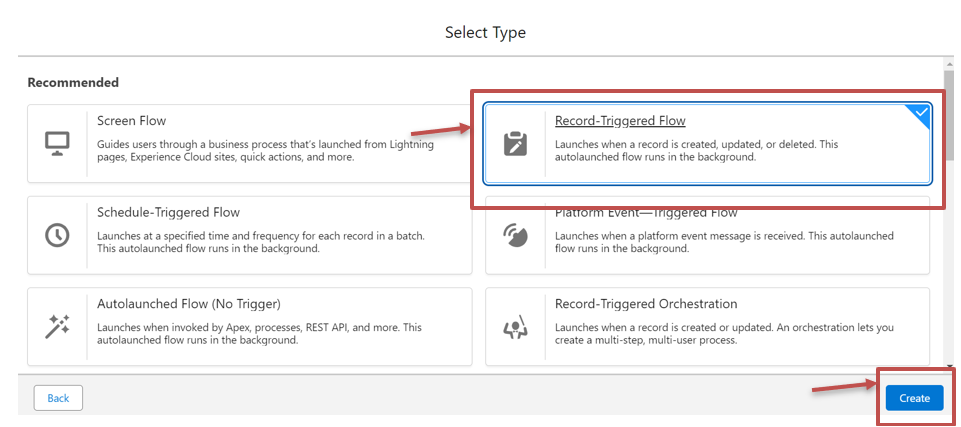 Select Type
Recommended
Screen Flow
Guides users through a business process that's launched from Lightning
pages, Experience Cloud sites, quick actions, and more.
Record-Triggered Flow
Launches when a record is created, updated, or deleted. This
autolaunched flow runs in the background.
Schedule-Triggered Flow
Launches at a specified time and frequency for each record in a batch.
This autolaunched flow runs in the background.
Platform Event—Triggered Flow
Launches when a platform event message is received. This autolaunched
flow runs in the background.
Autolaunched Flow (No Trigger)
Launches when invoked by Apex, processes, REST API, and more. This
autolaunched flow runs in the background.
Record-Triggered Orchestration
Launches when a record is created or updated. An orchestration lets you
create a multi-step, multi-user process.
Back
Create